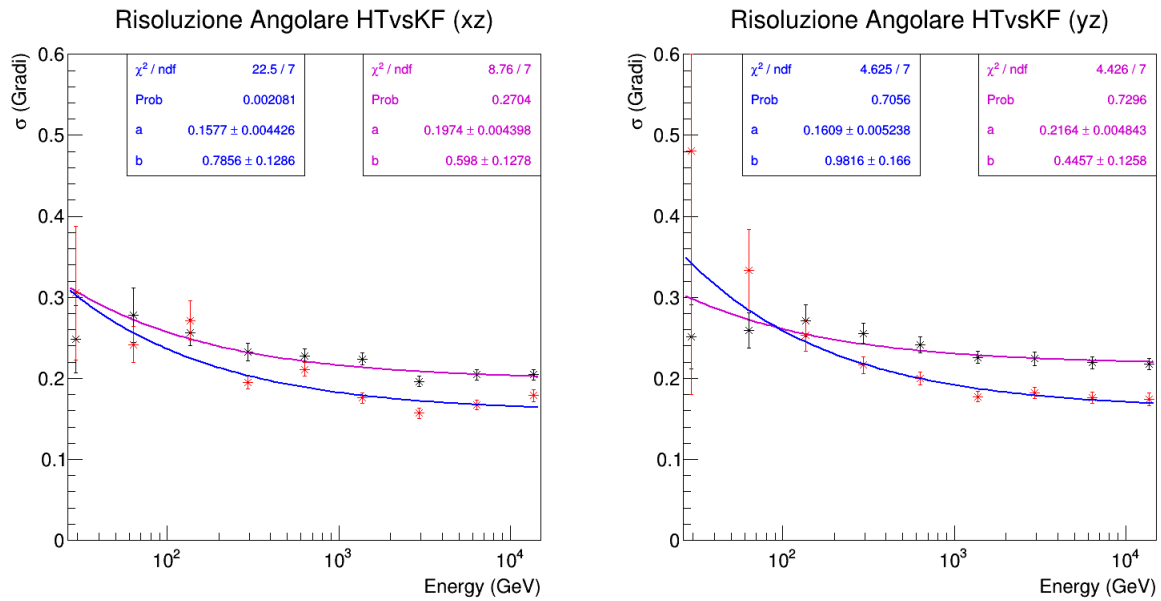 Risoluzione Angolare HTvsKF (xz)
σ (Gradi)
0.6
0.5
0.4
0.3
0.2
0.1
0
χ² / ndf 22.5 / 7
Prob 0.002081
a 0.1577 ± 0.004426
b 0.7856 ± 0.1286
χ² / ndf 8.76 / 7
Prob 0.2704
a 0.1974 ± 0.004398
b 0.598 ± 0.1278
10² 10³ 10⁴
Energy (GeV)
Risoluzione Angolare HTvsKF (yz)
σ (Gradi)
0.6
0.5
0.4
0.3
0.2
0.1
0
χ² / ndf 4.625 / 7
Prob 0.7056
a 0.1609 ± 0.005238
b 0.9816 ± 0.166
χ² / ndf 4.426 / 7
Prob 0.7296
a 0.2164 ± 0.004843
b 0.4457 ± 0.1258
10² 10³ 10⁴
Energy (GeV)